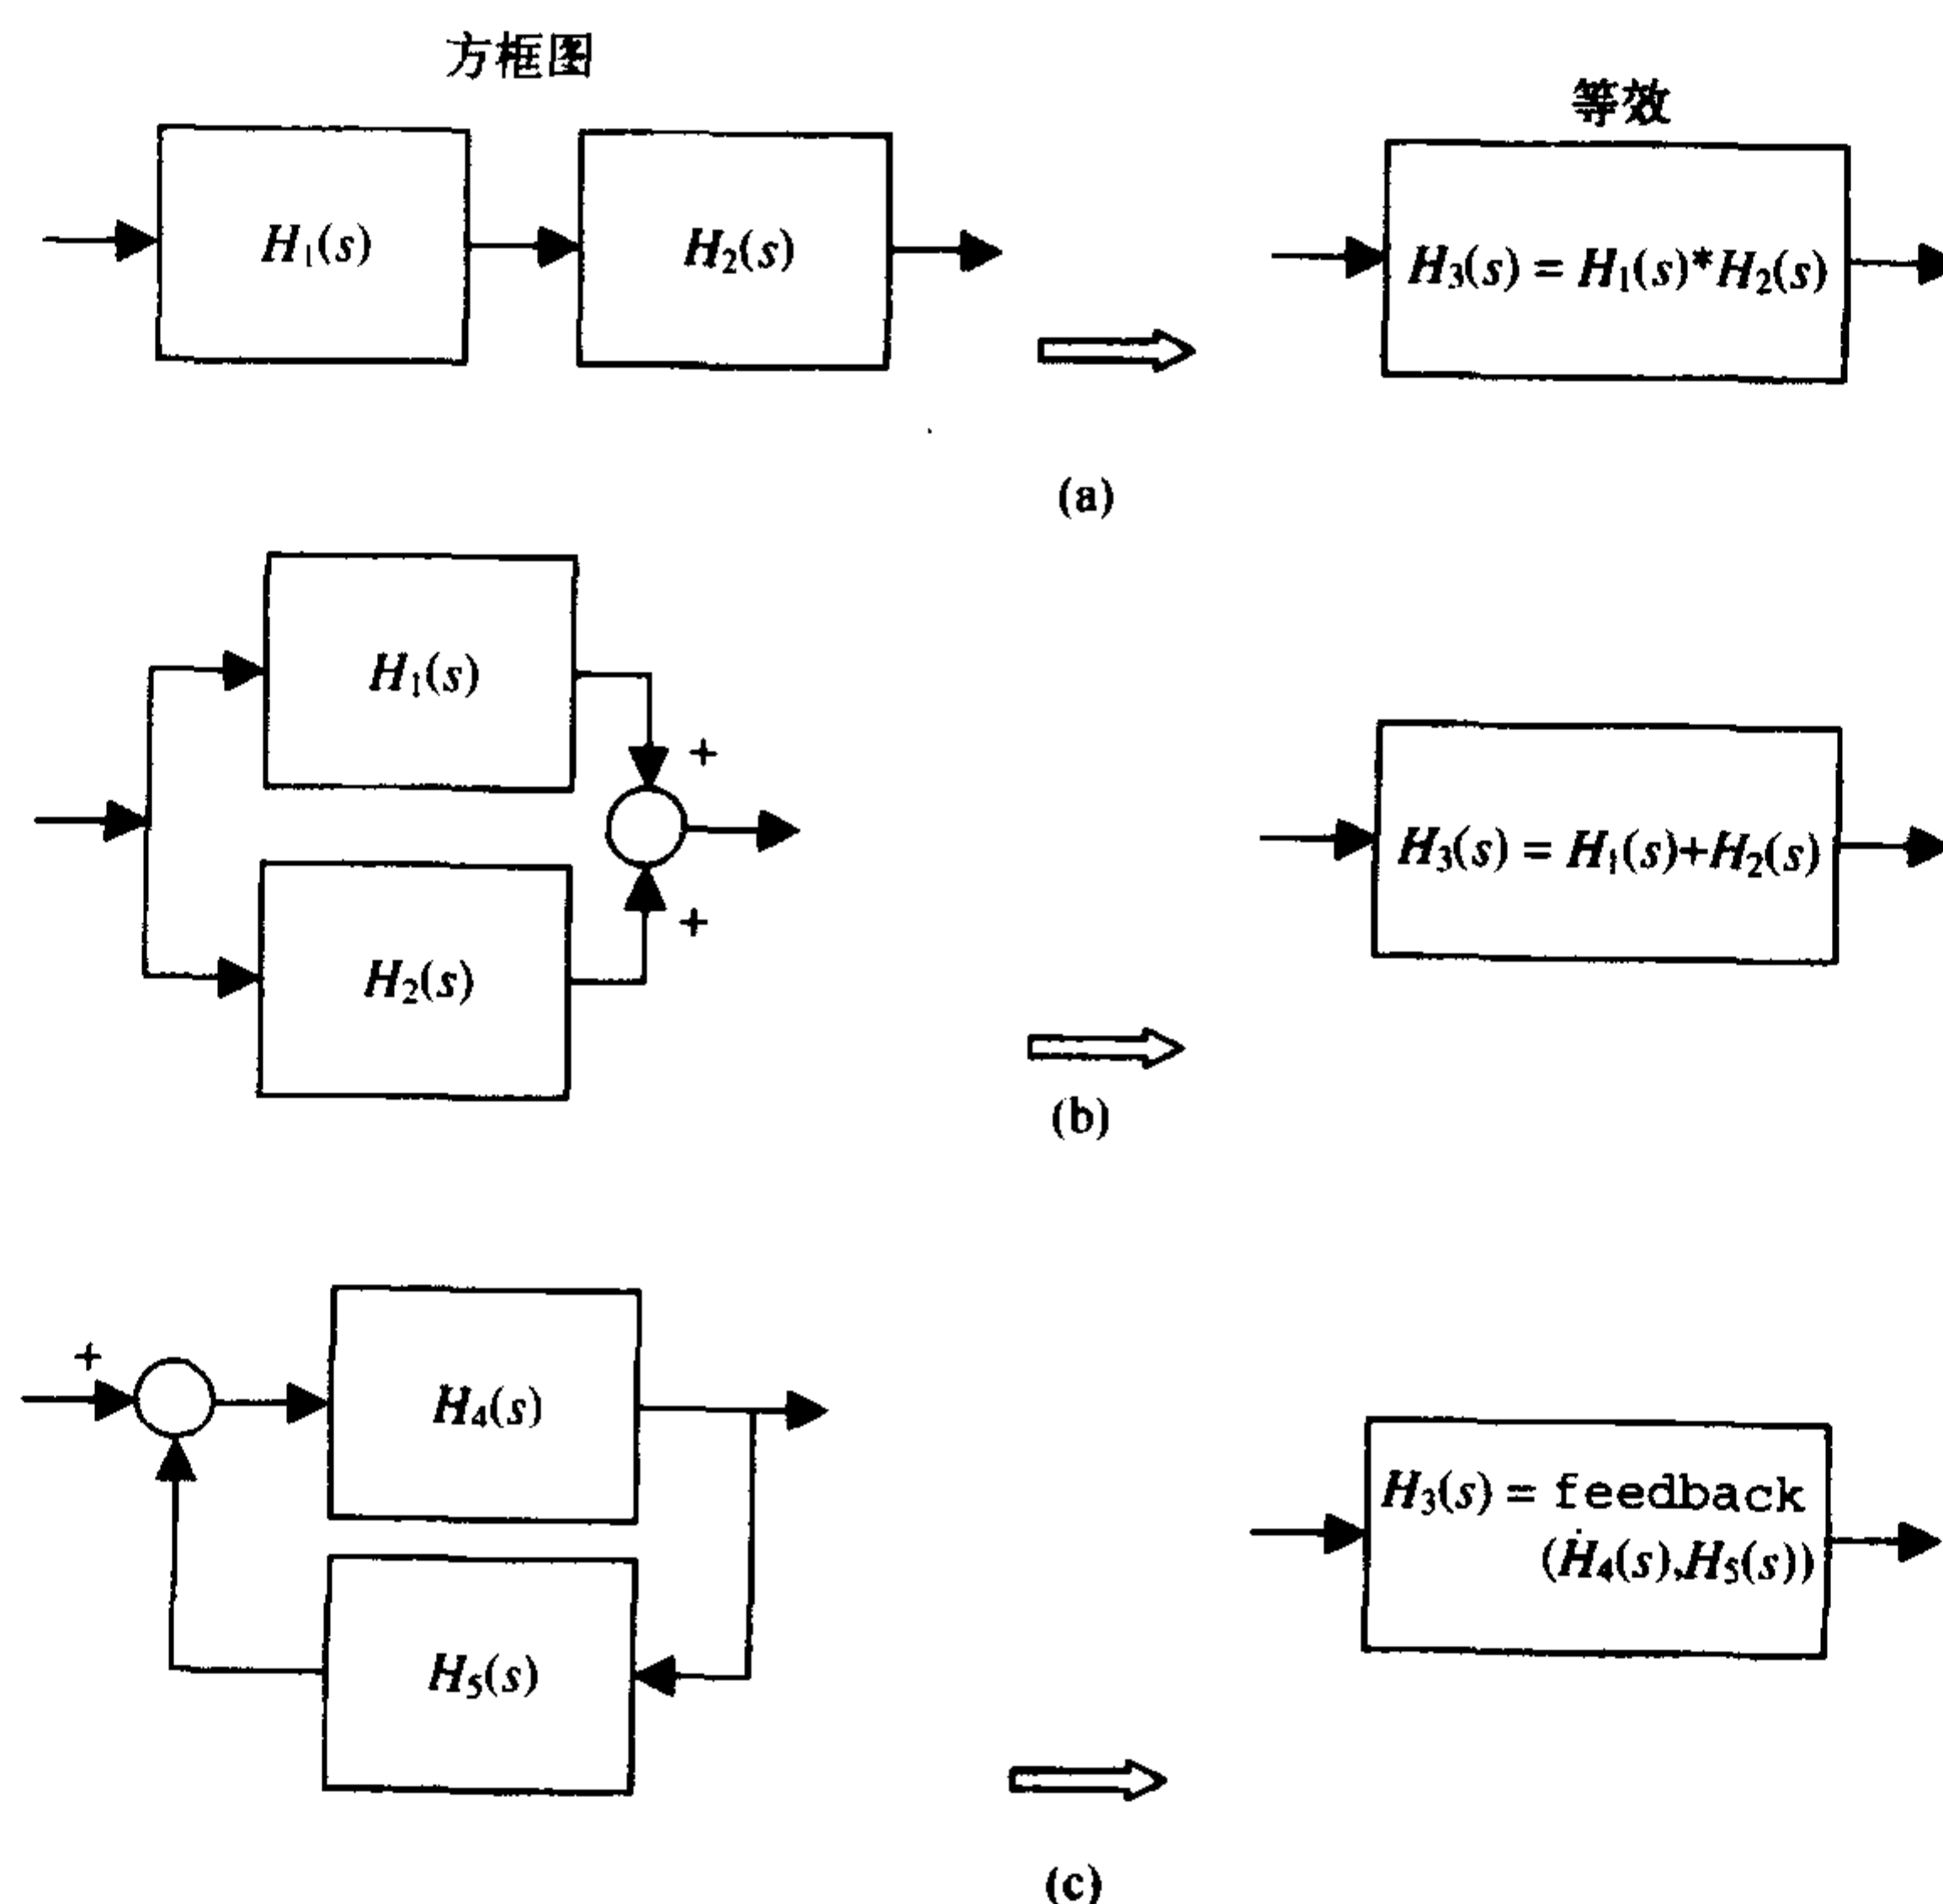 方框图
等效
H₁(s)
H₂(s)
H₃(s) = H₁(s)*H₂(s)
(a)
H₁(s)
+
H₃(s) = H₁(s)+H₂(s)
+
H₂(s)
(b)
+
H₄(s)
H₃(s) = feedback
(H₄(s),H₅(s))
H₅(s)
(c)